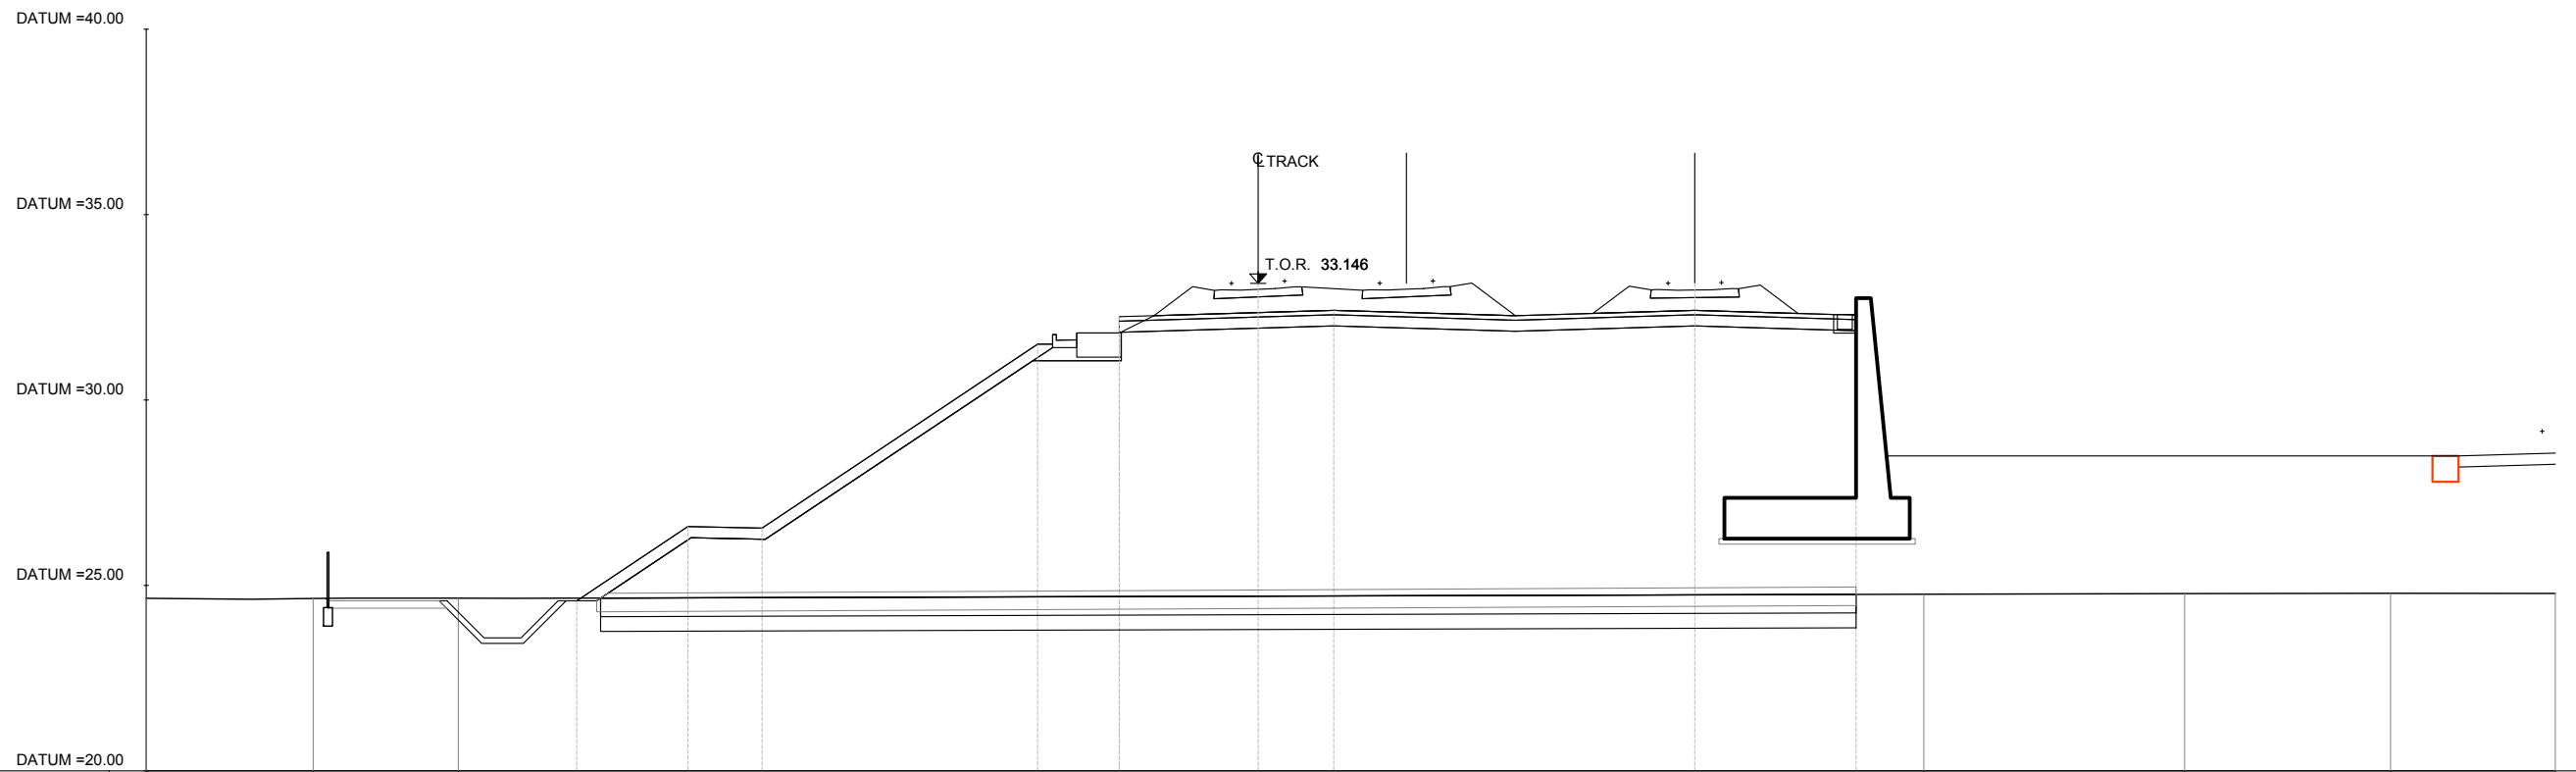 DATUM =40.00
℄ TRACK
DATUM =35.00
T.O.R. 33.146
DATUM =30.00
DATUM =25.00
DATUM =20.00